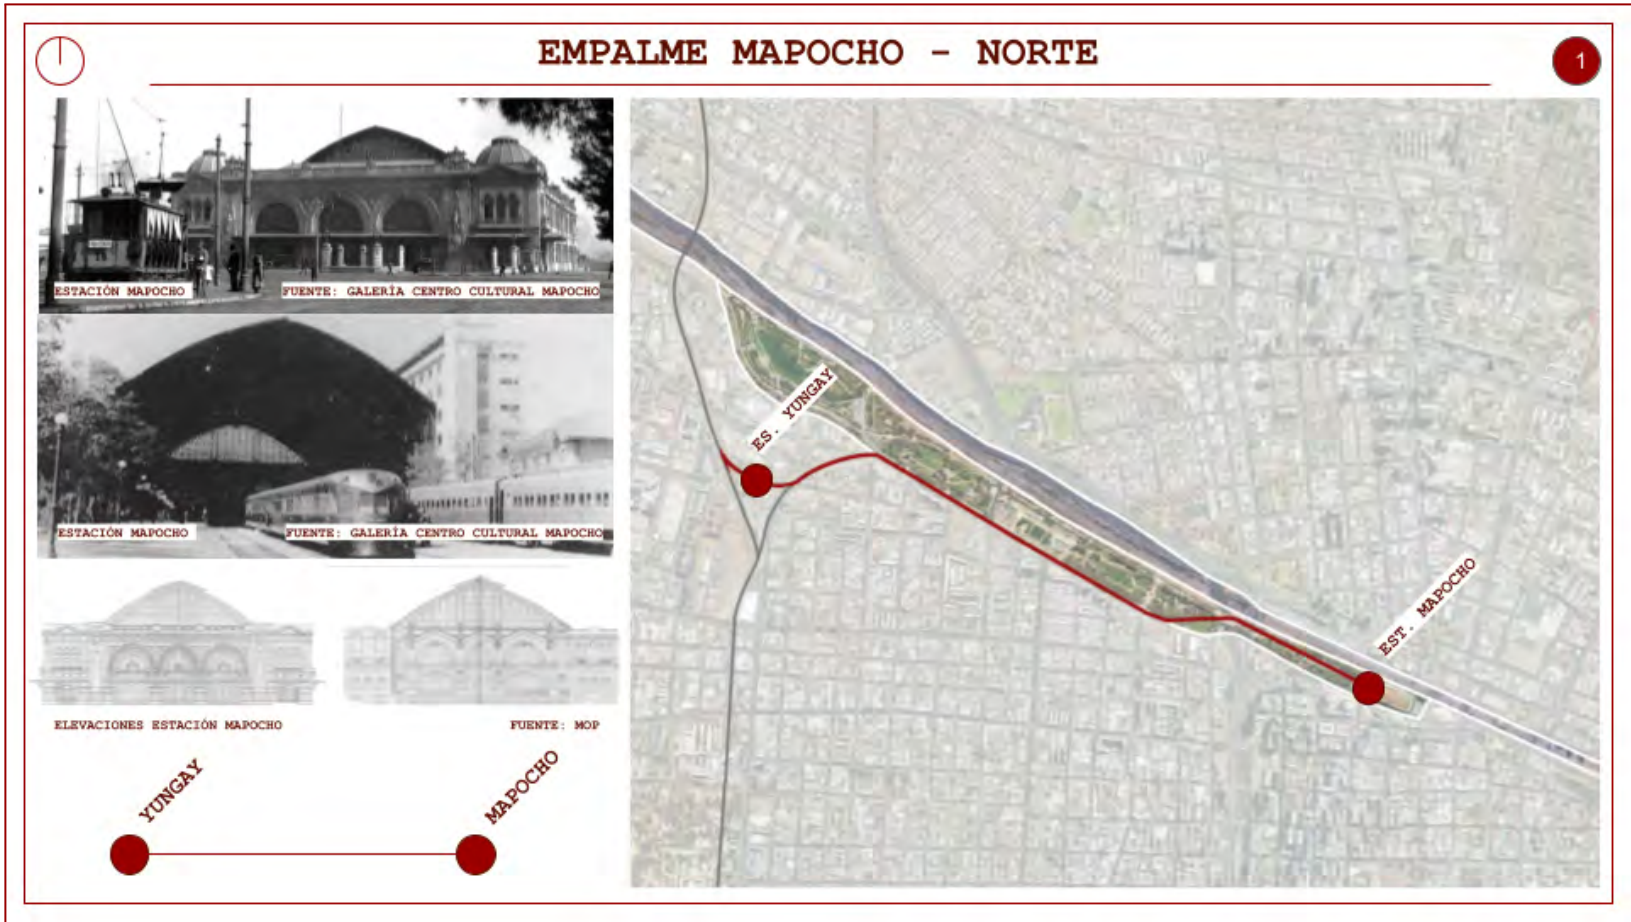 EMPALME MAPOCHO - NORTE
1
ESTACIÓN MAPOCHO
FUENTE: GALERÍA CENTRO CULTURAL MAPOCHO
ESTACIÓN MAPOCHO
FUENTE: GALERÍA CENTRO CULTURAL MAPOCHO
ELEVACIONES ESTACIÓN MAPOCHO
FUENTE: MOP
YUNGAY
MAPOCHO
ES. YUNGAY
EST. MAPOCHO